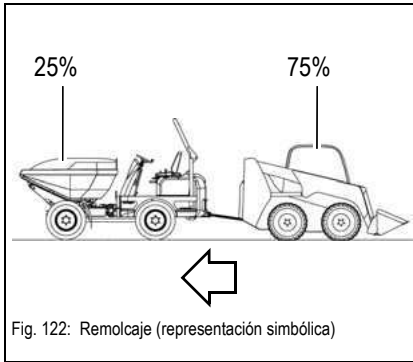 25%
75%
Fig. 122: Remolcaje (representación simbólica)